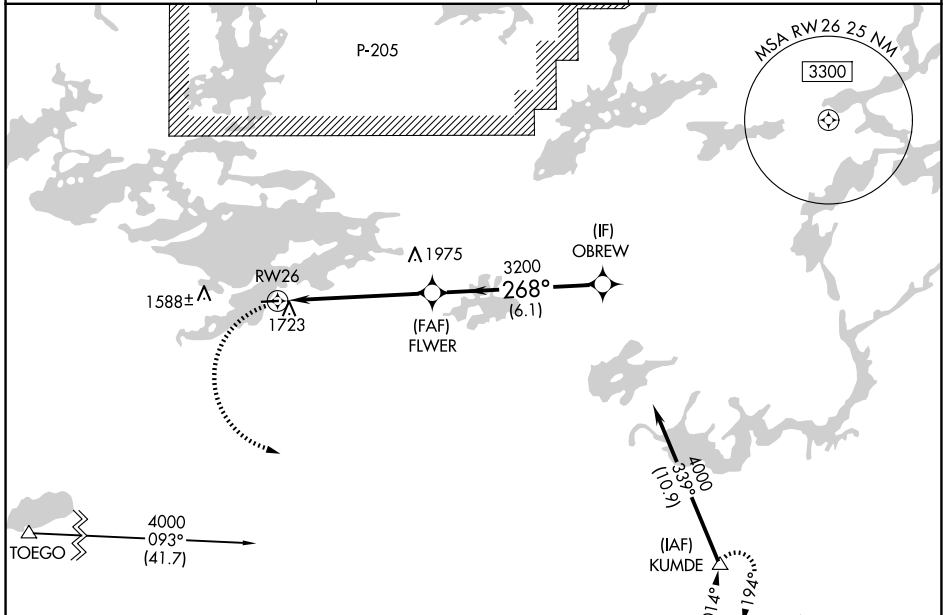 P-205
MSA RW26 25 NM
3300
(IF)
OBREW
1975
3200
268°
(6.1)
RW26
1588±
1723
(FAF)
FLWER
4000
339°
(10.9)
4000
093°
(41.7)
TOEGO
(IAF)
KUMDE
014°
194°